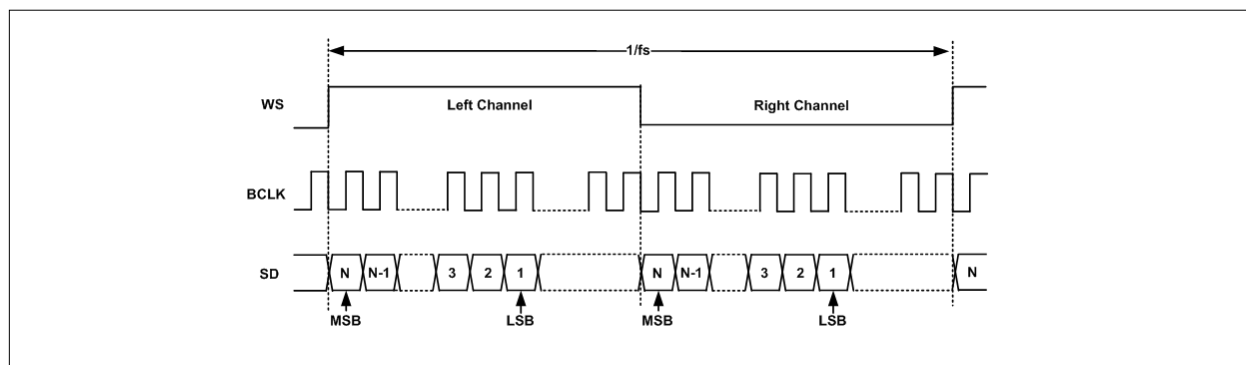 1/fs
WS Left Channel Right Channel
BCLK
SD N N-1 3 2 1 N N-1 3 2 1 N
MSB LSB MSB LSB